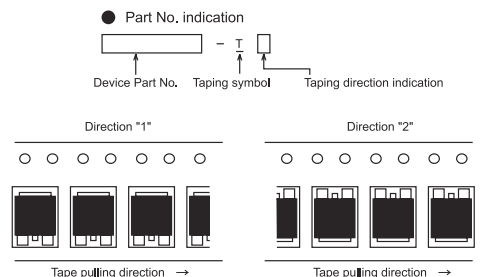 ● Part No. indication
– T
Device Part No. Taping symbol Taping direction indication
Direction "1" Direction "2"
Tape pulling direction → Tape pulling direction →